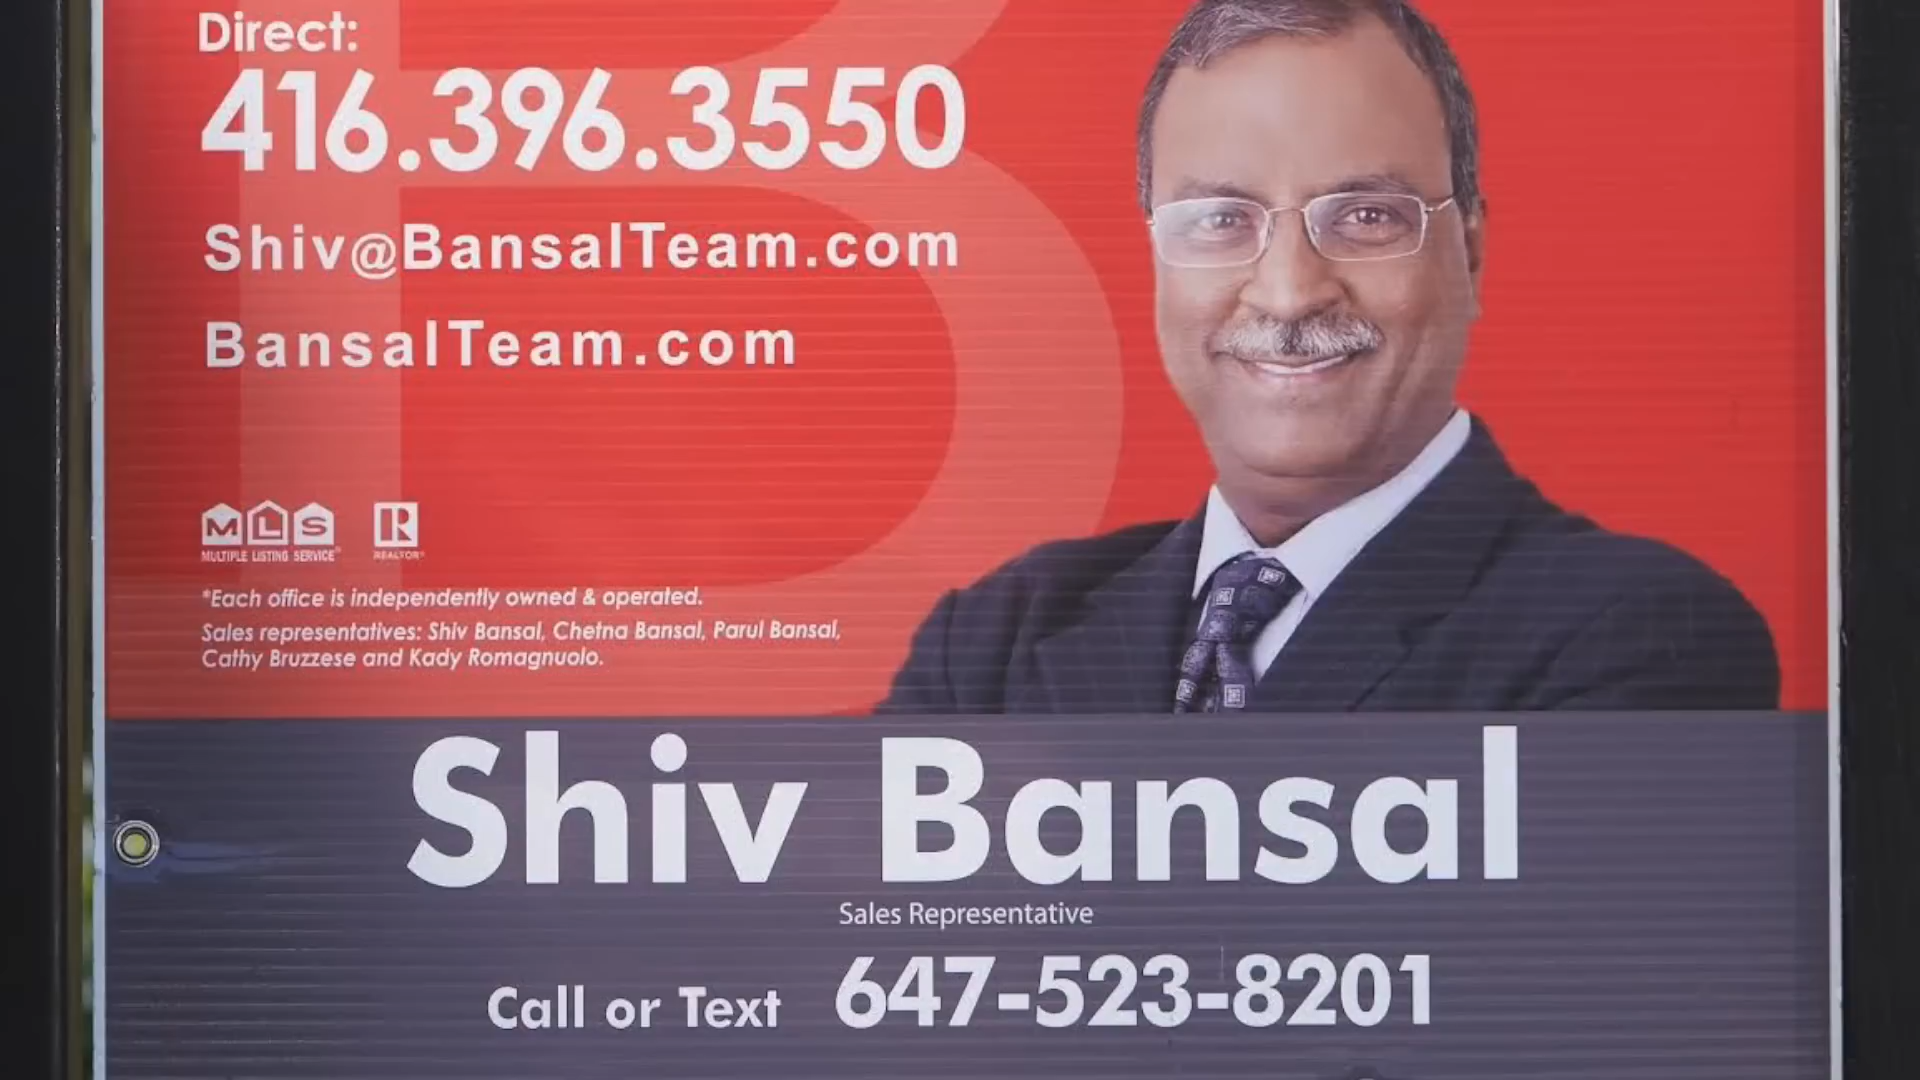 Direct:
416.396.3550
Shiv@BansalTeam.com
BansalTeam.com
MLS R
MULTIPLE LISTING SERVICE® REALTOR®
*Each office is independently owned & operated.
Sales representatives: Shiv Bansal, Chetna Bansal, Parul Bansal,
Cathy Bruzzese and Kady Romagnuolo.
Shiv Bansal
Sales Representative
Call or Text 647-523-8201